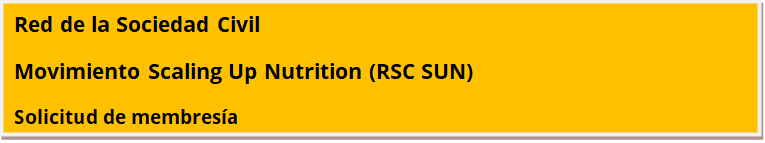 Red de la Sociedad Civil
Movimiento Scaling Up Nutrition (RSC SUN)
Solicitud de membresía